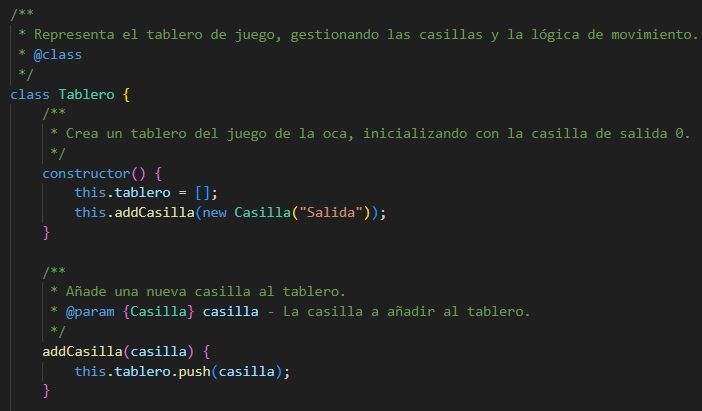 /**
 * Representa el tablero de juego, gestionando las casillas y la lógica de movimiento.
 * @class
 */
class Tablero {
    /**
     * Crea un tablero del juego de la oca, inicializando con la casilla de salida 0.
     */
    constructor() {
        this.tablero = [];
        this.addCasilla(new Casilla("Salida"));
    }

    /**
     * Añade una nueva casilla al tablero.
     * @param {Casilla} casilla - La casilla a añadir al tablero.
     */
    addCasilla(casilla) {
        this.tablero.push(casilla);
    }